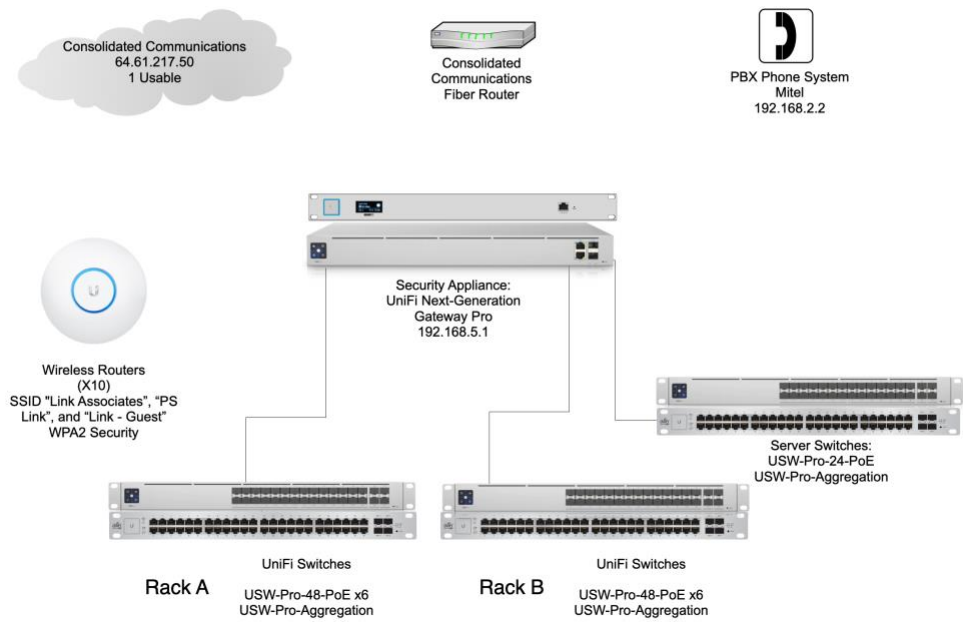 Consolidated Communications
64.61.217.50
1 Usable
Consolidated
Communications
Fiber Router
PBX Phone System
Mitel
192.168.2.2
Security Appliance:
UniFi Next-Generation
Gateway Pro
192.168.5.1
Wireless Routers
(X10)
SSID "Link Associates", “PS
Link”, and “Link - Guest”
WPA2 Security
Server Switches:
USW-Pro-24-PoE
USW-Pro-Aggregation
Rack A
UniFi Switches
USW-Pro-48-PoE x6
USW-Pro-Aggregation
Rack B
UniFi Switches
USW-Pro-48-PoE x6
USW-Pro-Aggregation